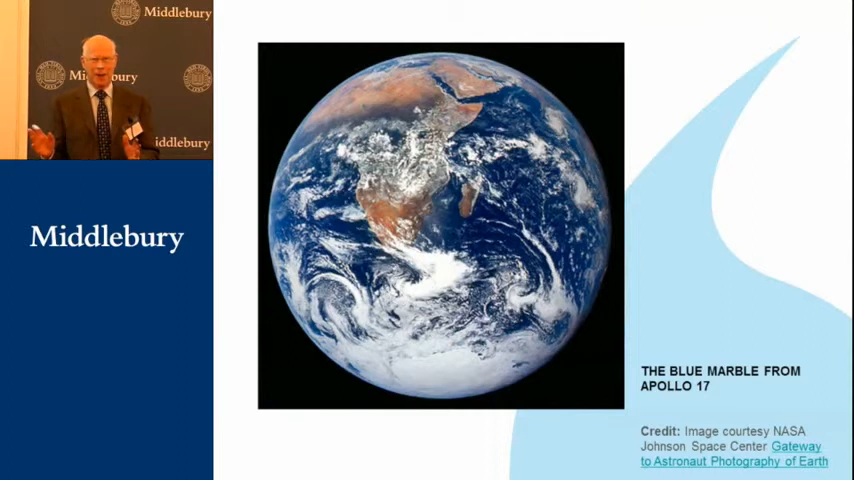 Middlebury
Middlebury
iddlebury
Middlebury
THE BLUE MARBLE FROM
APOLLO 17
Credit: Image courtesy NASA
Johnson Space Center Gateway
to Astronaut Photography of Earth